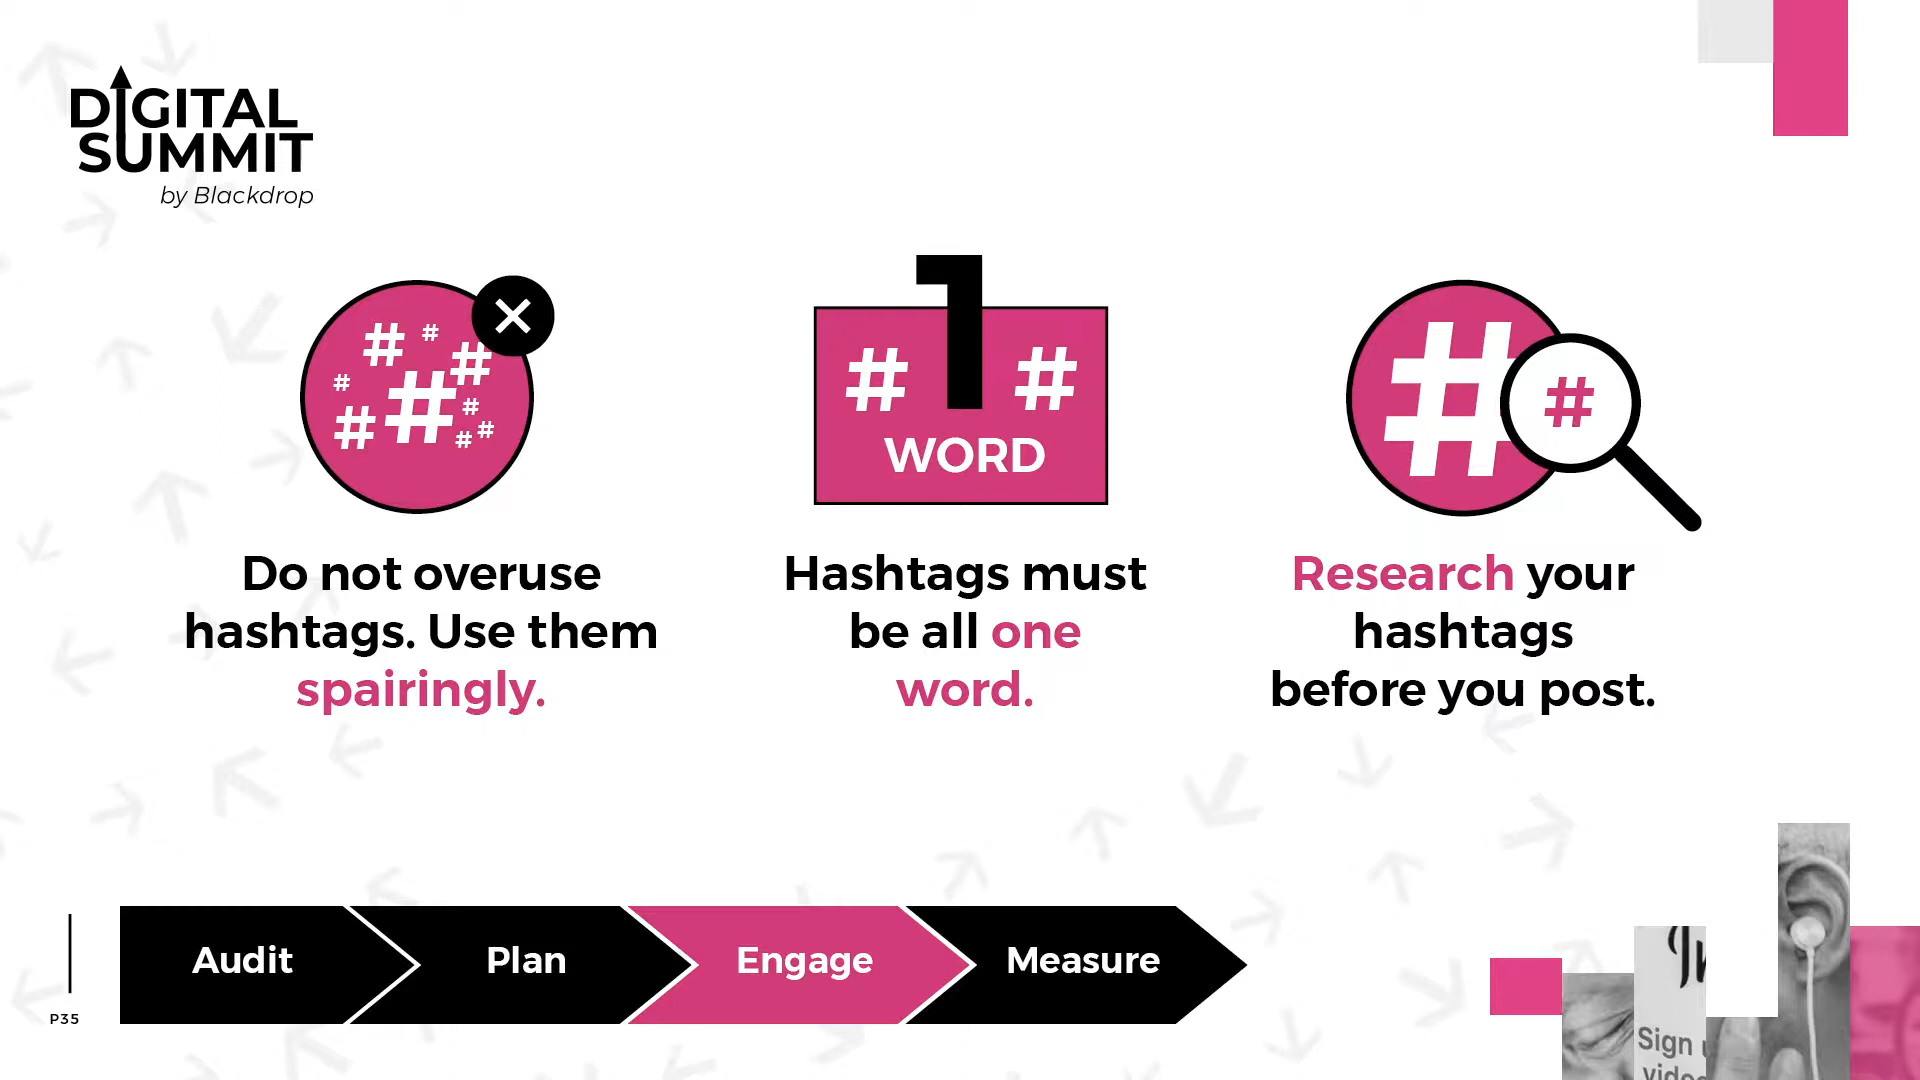 DIGITAL
SUMMIT
by Blackdrop
# # # # # # # # #
1
# #
WORD
# #
Do not overuse
hashtags. Use them
spairingly.
Hashtags must
be all one
word.
Research your
hashtags
before you post.
Audit
Plan
Engage
Measure
P35
Sign